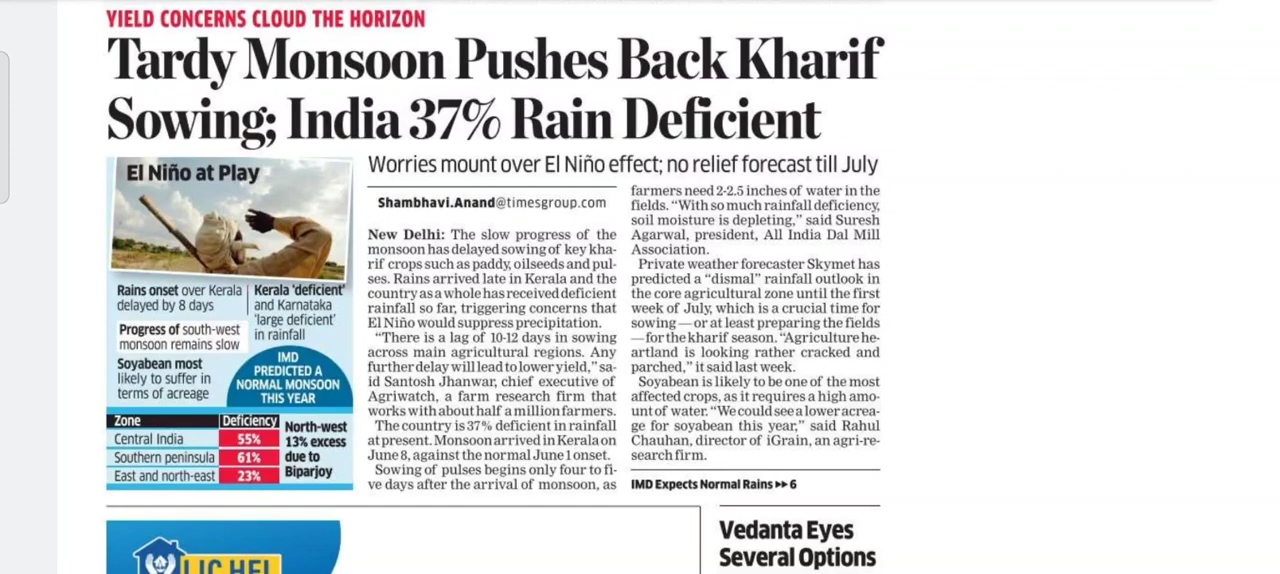 YIELD CONCERNS CLOUD THE HORIZON
Tardy Monsoon Pushes Back Kharif
Sowing; India 37% Rain Deficient
El Niño at Play
Rains onset over Kerala
delayed by 8 days
Kerala 'deficient'
and Karnataka
'large deficient'
in rainfall
Progress of south-west
monsoon remains slow
Soyabean most
likely to suffer in
terms of acreage
IMD
PREDICTED A
NORMAL MONSOON
THIS YEAR
Zone Deficiency
Central India 55%
Southern peninsula 61%
East and north-east 23%
North-west
13% excess
due to
Biparjoy
Worries mount over El Niño effect; no relief forecast till July
Shambhavi.Anand@timesgroup.com
New Delhi: The slow progress of the
monsoon has delayed sowing of key kha-
rif crops such as paddy, oilseeds and pul-
ses. Rains arrived late in Kerala and the
country as a whole has received deficient
rainfall so far, triggering concerns that
El Niño would suppress precipitation.
"There is a lag of 10-12 days in sowing
across main agricultural regions. Any
further delay will lead to lower yield," sa-
id Santosh Jhanwar, chief executive of
Agriwatch, a farm research firm that
works with about half a million farmers.
The country is 37% deficient in rainfall
at present. Monsoon arrived in Kerala on
June 8, against the normal June 1 onset.
Sowing of pulses begins only four to fi-
ve days after the arrival of monsoon, as
farmers need 2-2.5 inches of water in the
fields. "With so much rainfall deficiency,
soil moisture is depleting," said Suresh
Agarwal, president, All India Dal Mill
Association.
Private weather forecaster Skymet has
predicted a "dismal" rainfall outlook in
the core agricultural zone until the first
week of July, which is a crucial time for
sowing — or at least preparing the fields
— for the kharif season. "Agriculture he-
artland is looking rather cracked and
parched," it said last week.
Soyabean is likely to be one of the most
affected crops, as it requires a high amo-
unt of water. "We could see a lower acrea-
ge for soyabean this year," said Rahul
Chauhan, director of iGrain, an agri-re-
search firm.
IMD Expects Normal Rains ▸▸ 6
Vedanta Eyes
Several Options
LIC HFL